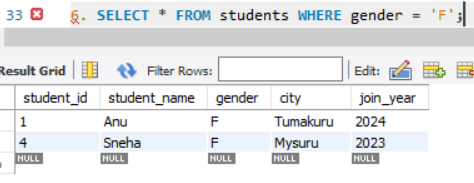 33 6. SELECT * FROM students WHERE gender = 'F';
Result Grid Filter Rows: Edit:
student_id student_name gender city join_year
1 Anu F Tumakuru 2024
4 Sneha F Mysuru 2023
NULL NULL NULL NULL NULL